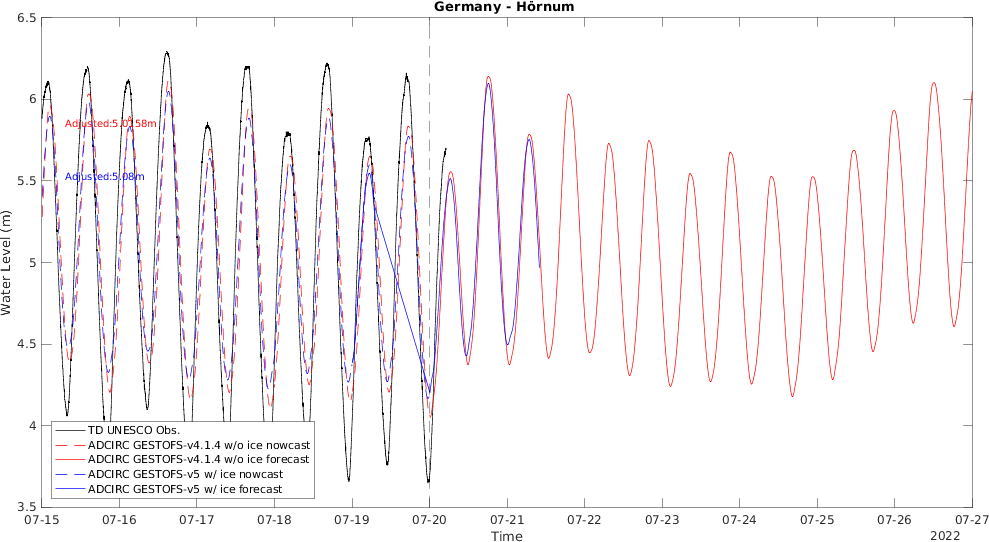 Germany - Hörnum
6.5
6
5.5
5
4.5
4
3.5
Water Level (m)
Adjusted:5.0158m
Adjusted:5.08m
TD UNESCO Obs.
ADCIRC GESTOFS-v4.1.4 w/o ice nowcast
ADCIRC GESTOFS-v4.1.4 w/o ice forecast
ADCIRC GESTOFS-v5 w/ ice nowcast
ADCIRC GESTOFS-v5 w/ ice forecast
07-15 07-16 07-17 07-18 07-19 07-20 07-21 07-22 07-23 07-24 07-25 07-26 07-27
Time
2022